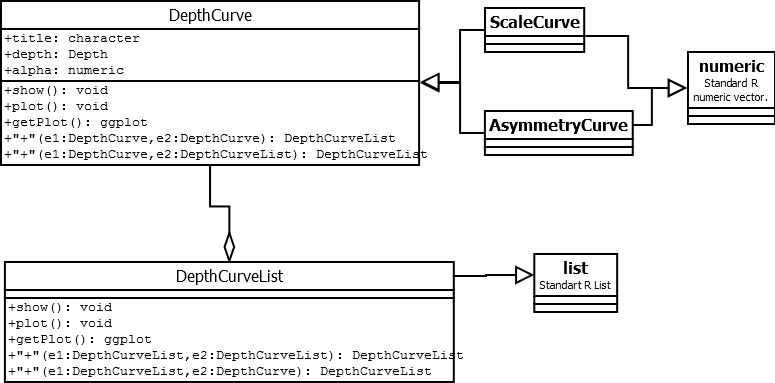 DepthCurve
+title: character
+depth: Depth
+alpha: numeric
+show(): void
+plot(): void
+getPlot(): ggplot
+"+"(e1:DepthCurve,e2:DepthCurve): DepthCurveList
+"+"(e1:DepthCurve,e2:DepthCurveList): DepthCurveList
ScaleCurve
AsymmetryCurve
numeric
Standard R
numeric vector.
DepthCurveList
+show(): void
+plot(): void
+getPlot(): ggplot
+"+"(e1:DepthCurveList,e2:DepthCurveList): DepthCurveList
+"+"(e1:DepthCurveList,e2:DepthCurve): DepthCurveList
list
Standart R List